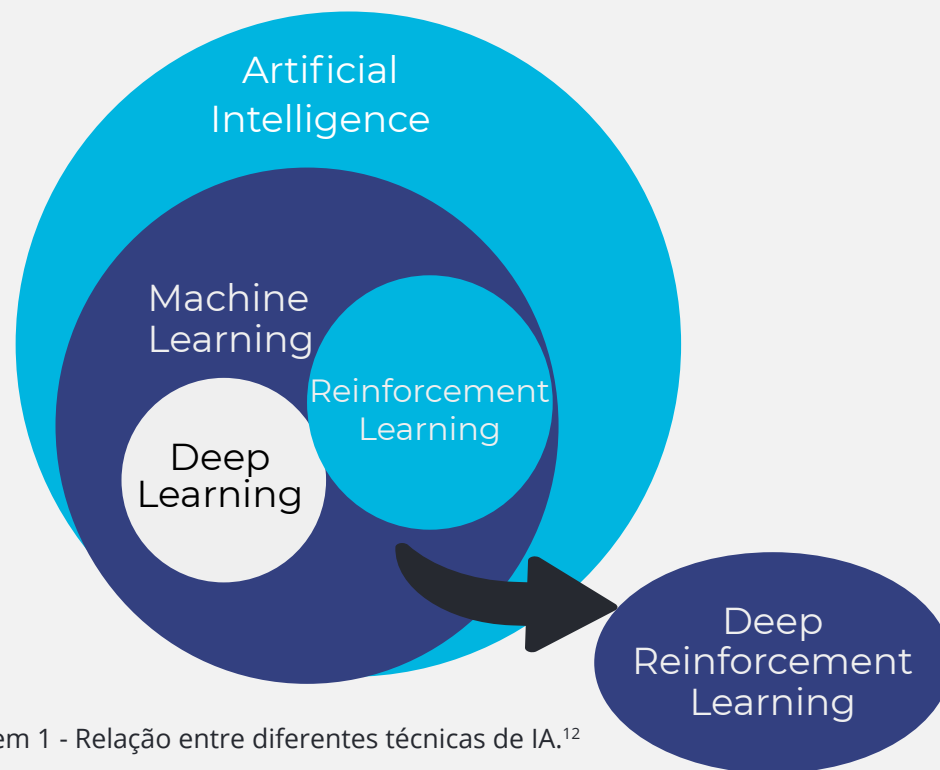 Artificial
Intelligence
Machine
Learning
Reinforcement
Learning
Deep
Learning
Deep
Reinforcement
Learning
em 1 - Relação entre diferentes técnicas de IA.¹²